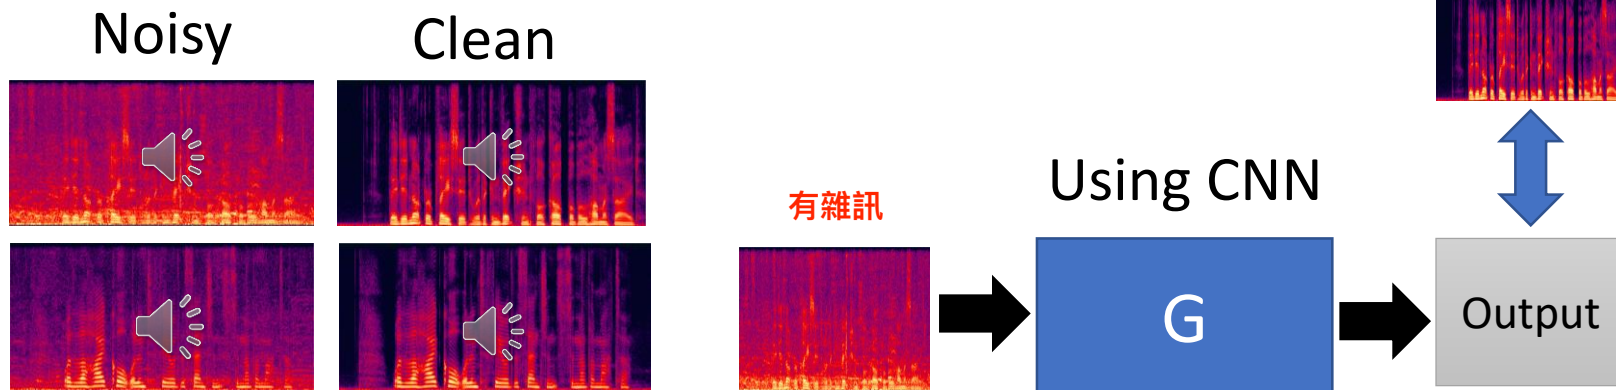 Noisy
Clean
有雜訊
Using CNN
G
Output